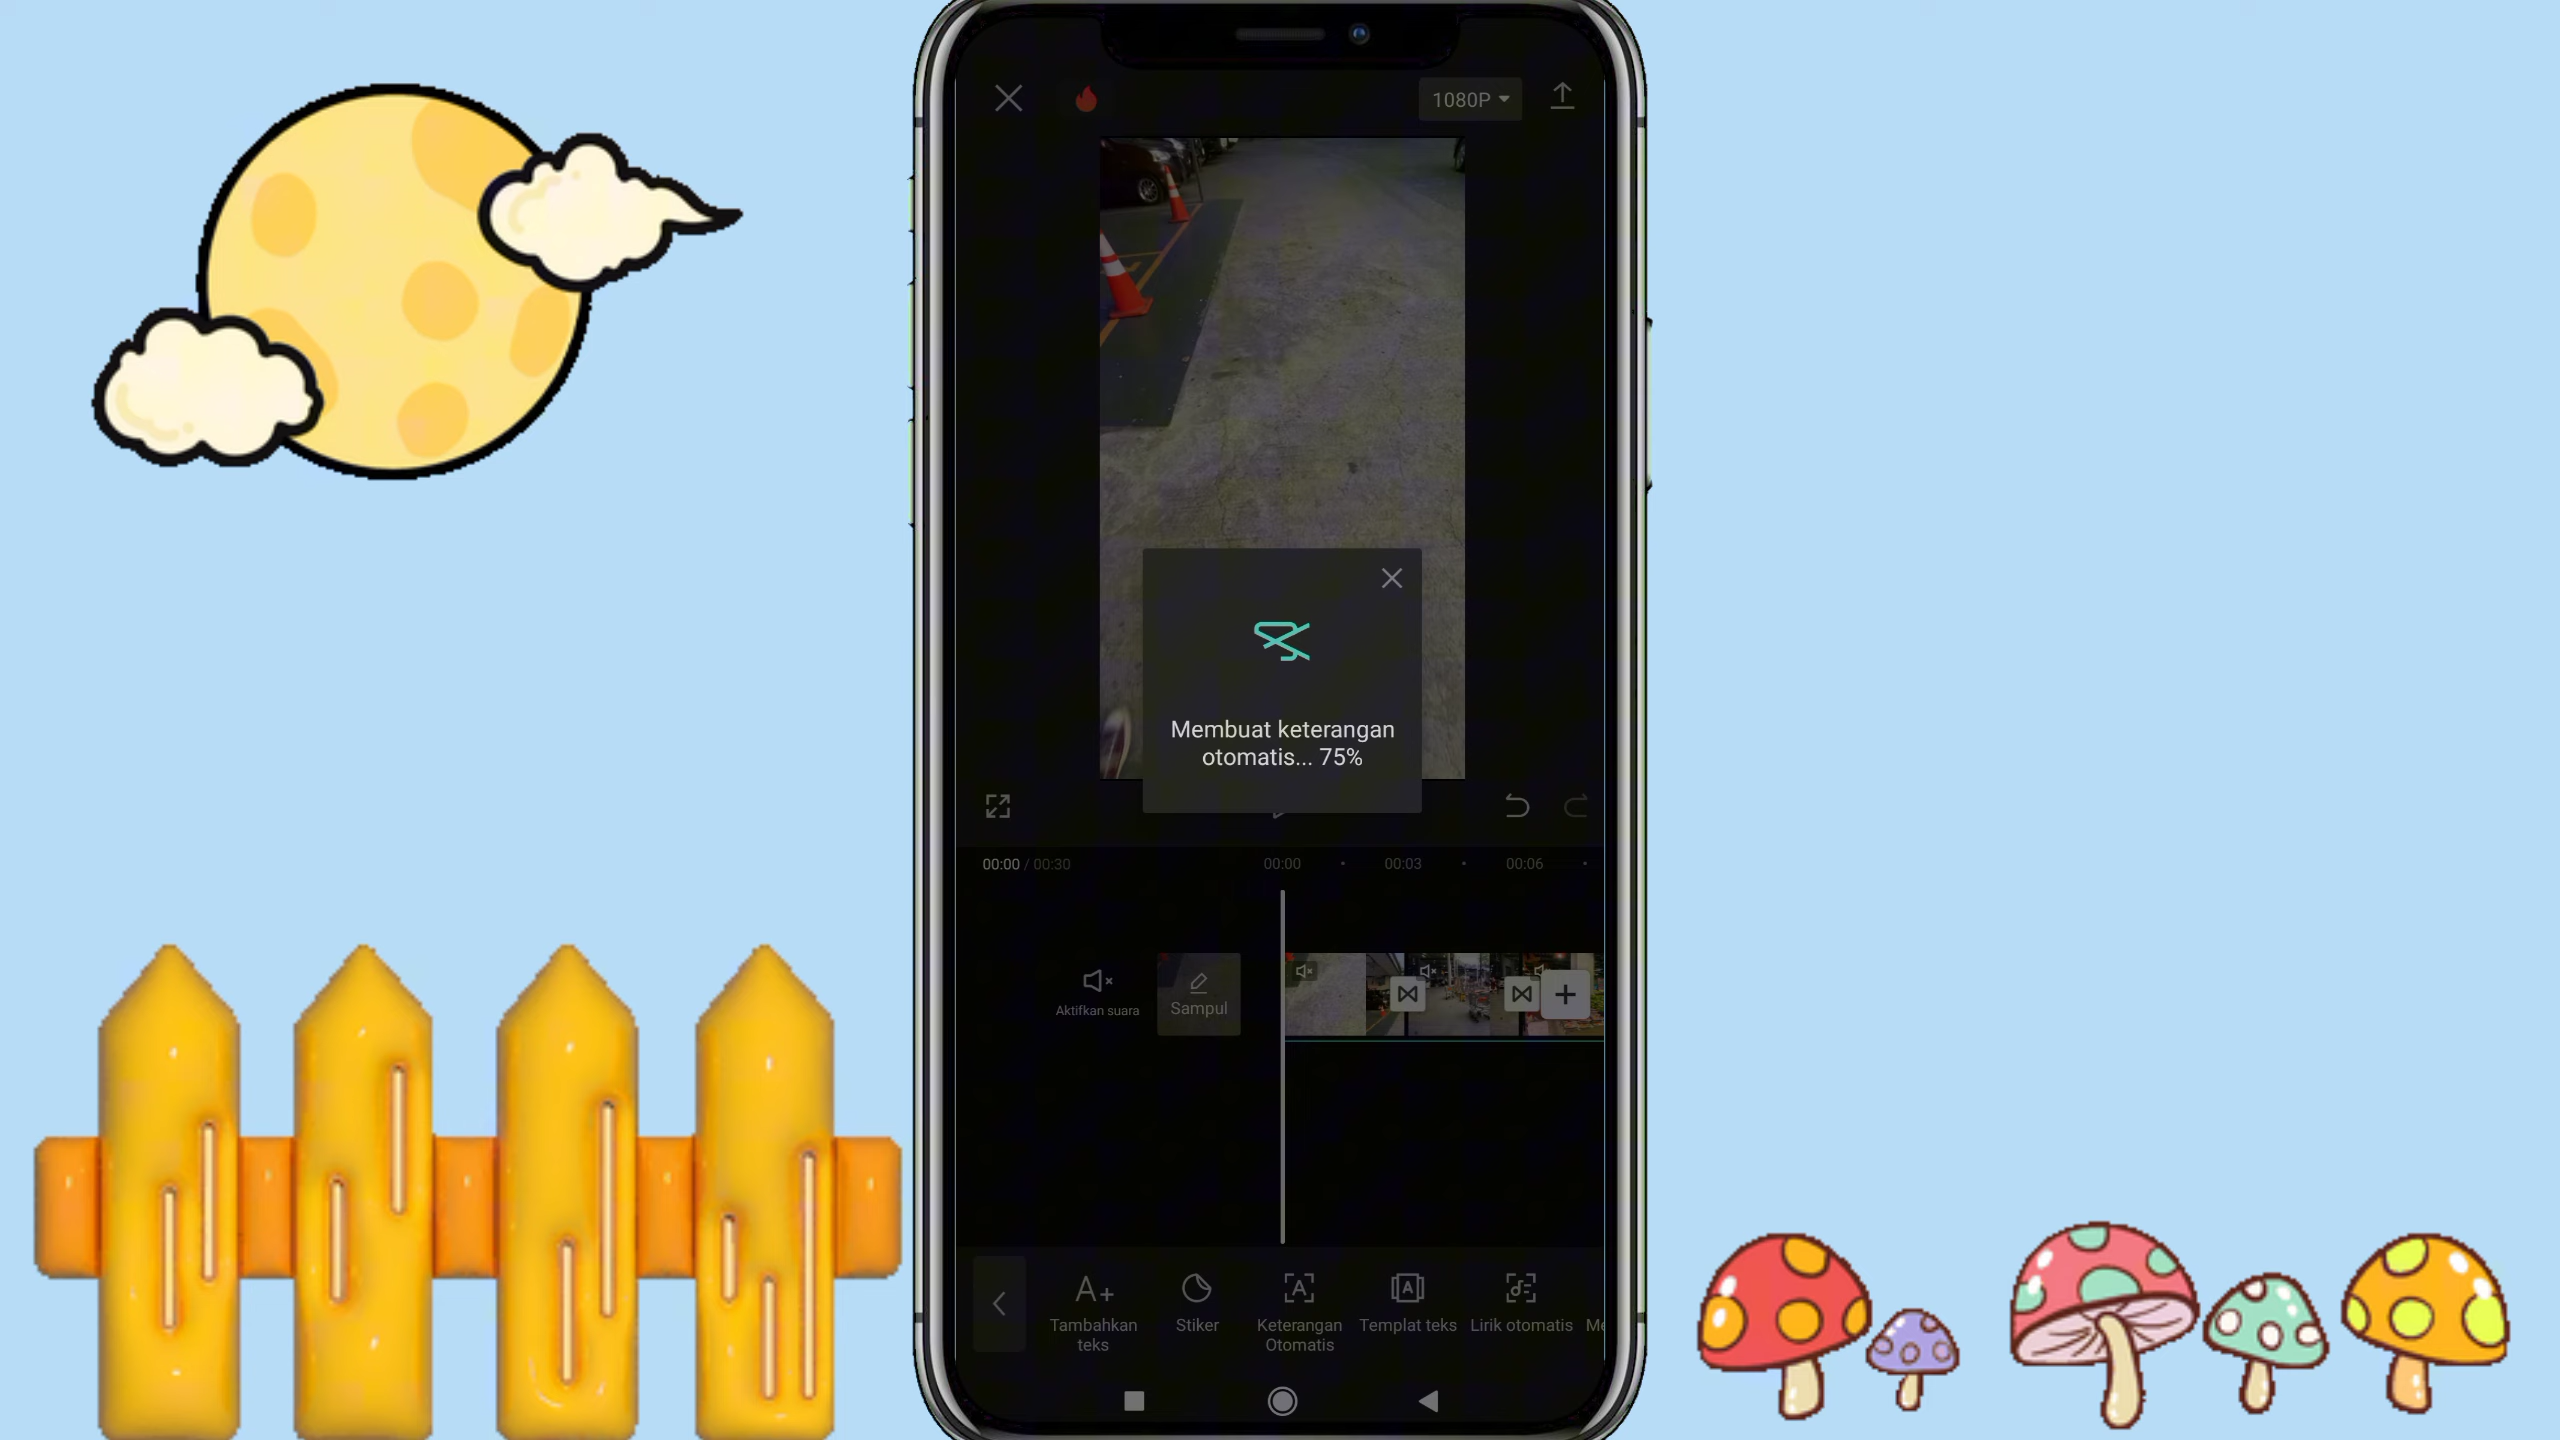 1080P
Membuat keterangan
otomatis... 75%
00:00 / 00:30
00:00
00:03
00:06
Aktifkan suara
Sampul
Tambahkan
teks
Stiker
Keterangan
Otomatis
Templat teks
Lirik otomatis